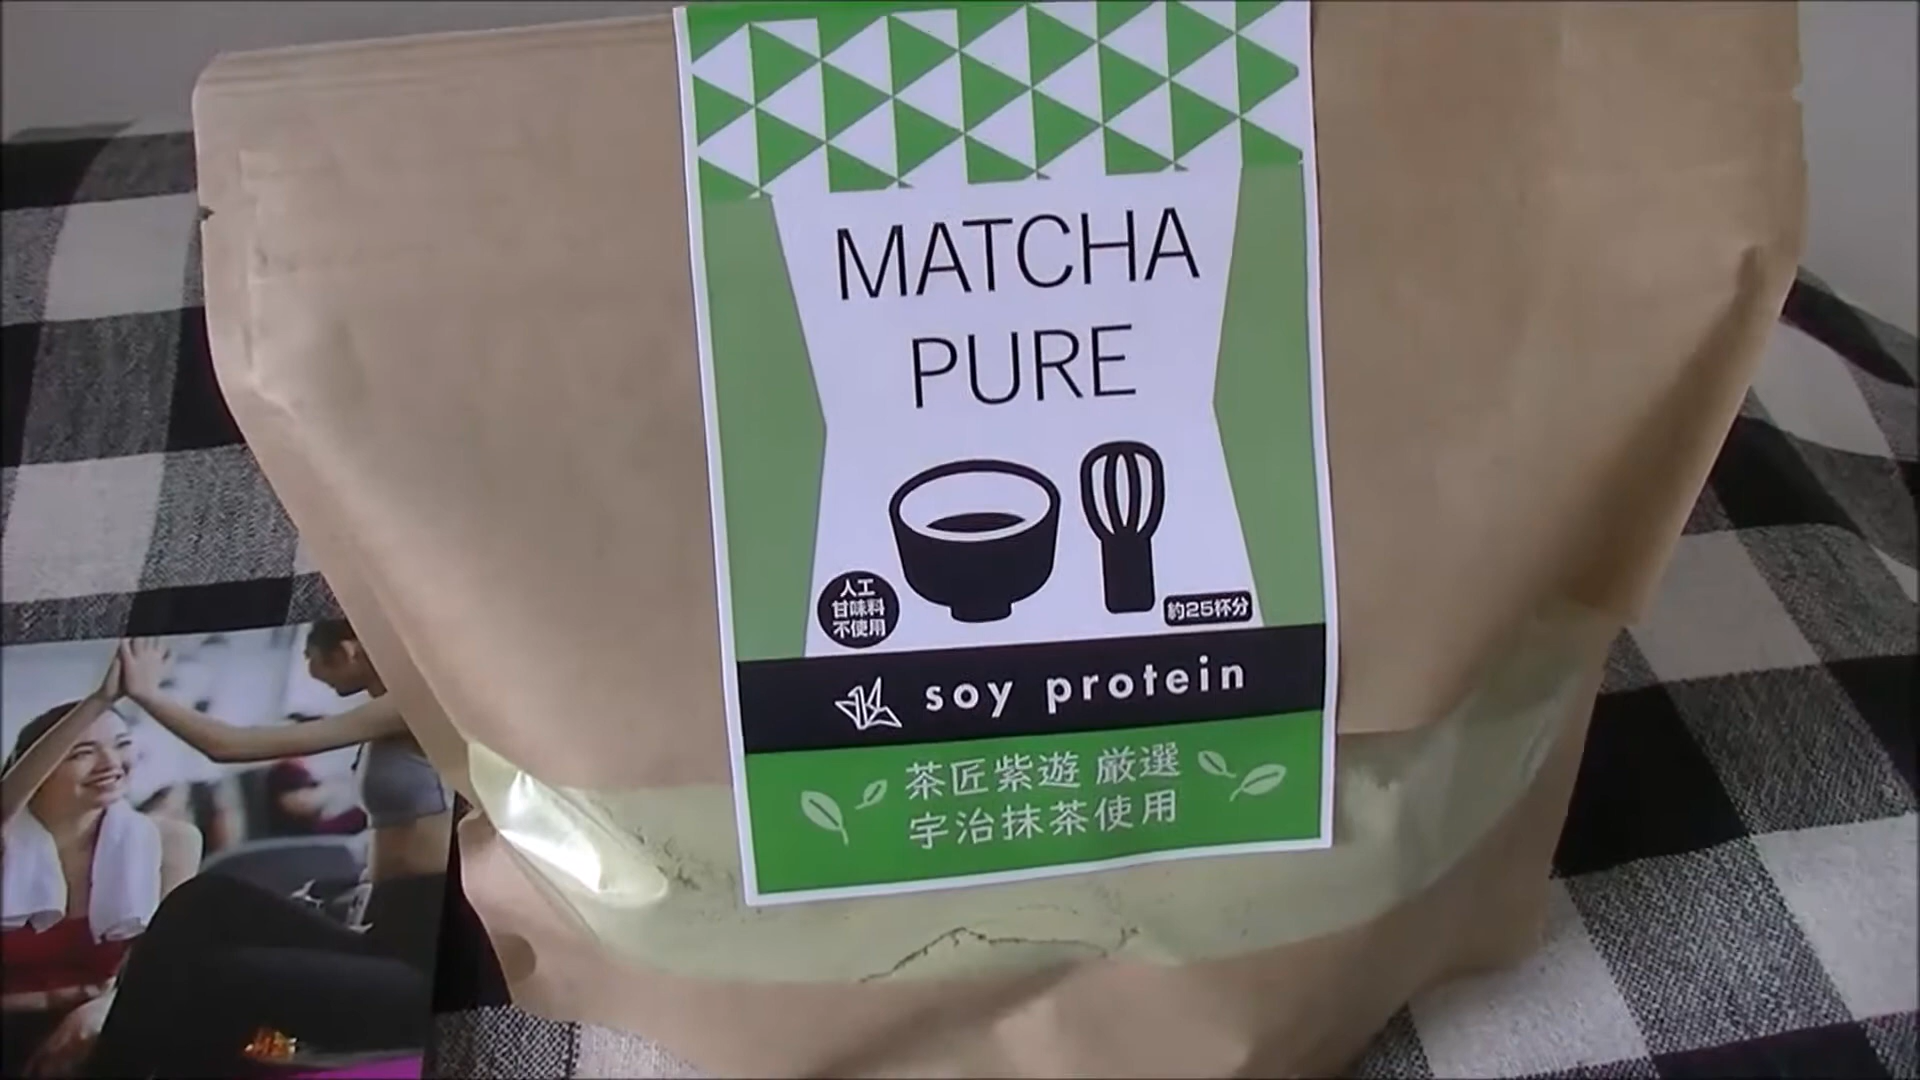 MATCHA
PURE
人工
甘味料
不使用
約25杯分
soy protein
茶匠紫遊 厳選
宇治抹茶使用